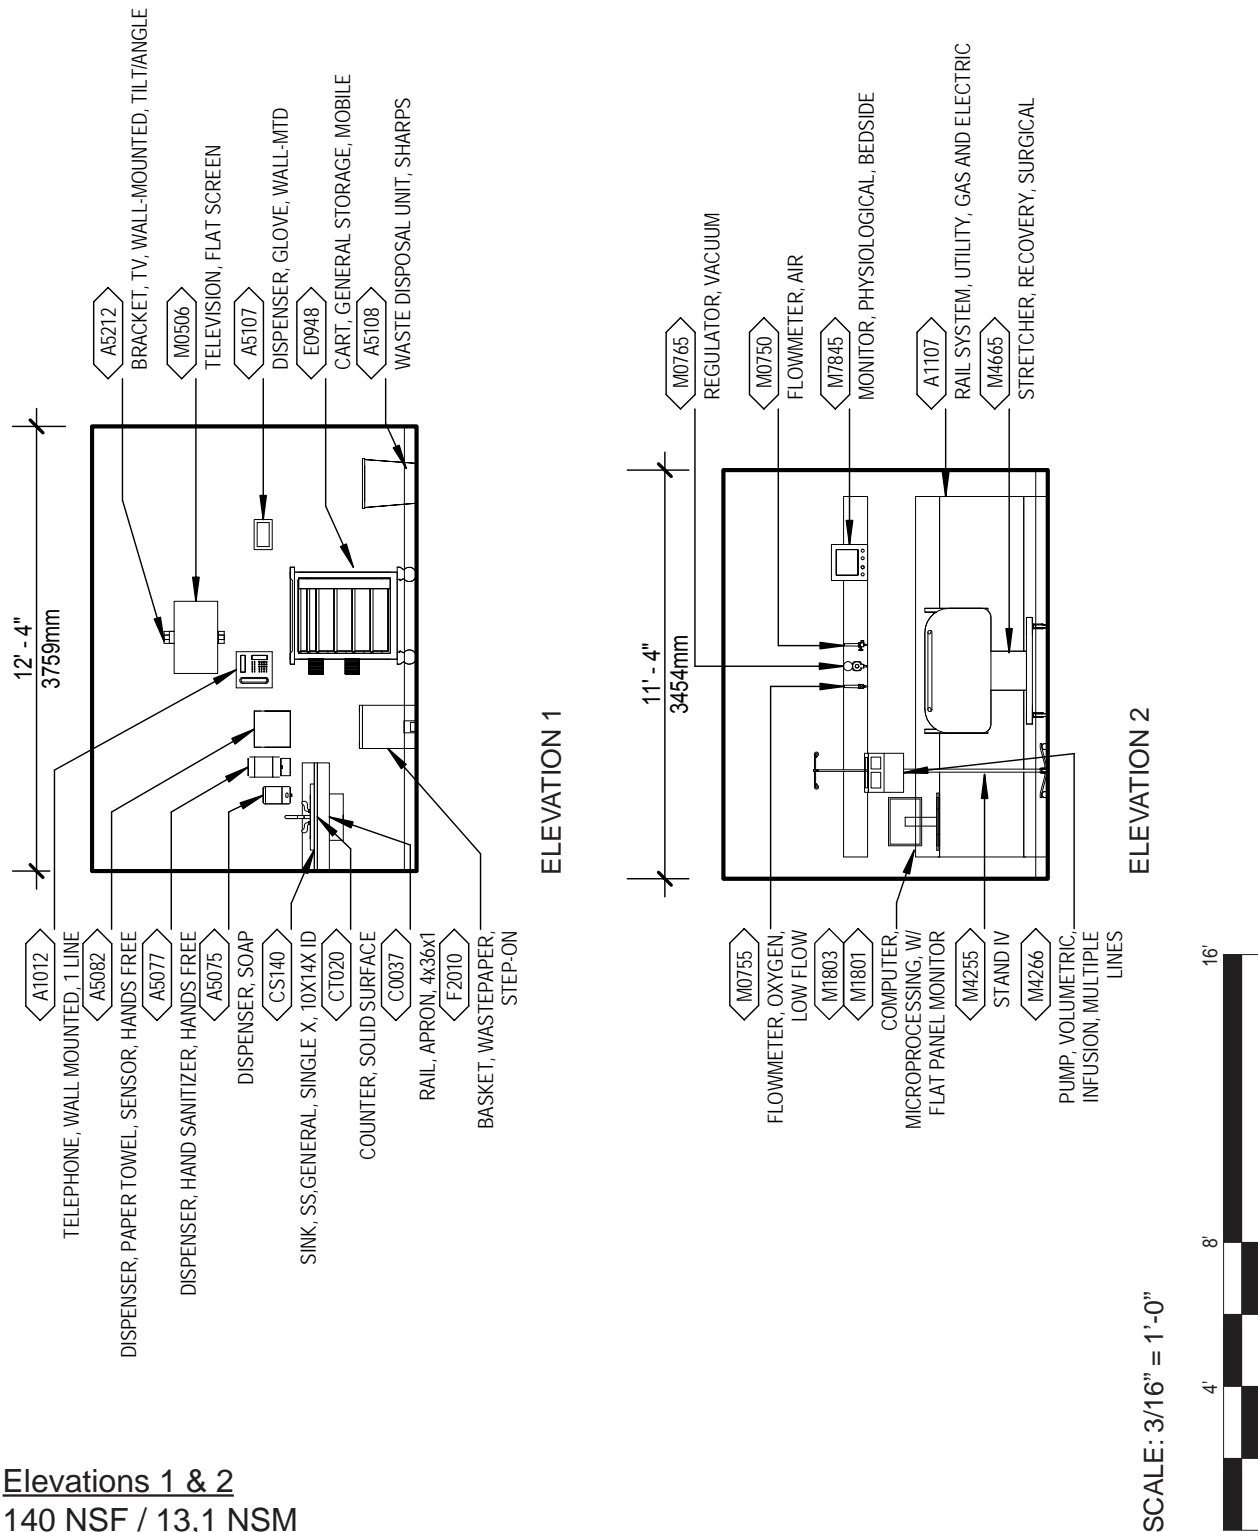 Elevations 1 & 2
140 NSF / 13,1 NSM
12' - 4"
3759mm
A1012
TELEPHONE, WALL MOUNTED, 1 LINE
A5082
DISPENSER, PAPER TOWEL, SENSOR, HANDS FREE
A5077
DISPENSER, HAND SANITIZER, HANDS FREE
A5075
DISPENSER, SOAP
CS140
SINK, SS,GENERAL, SINGLE X, 10X14X ID
CT020
COUNTER, SOLID SURFACE
C0037
RAIL, APRON, 4x36x1
F2010
BASKET, WASTEPAPER,
STEP-ON
A5212
BRACKET, TV, WALL-MOUNTED, TILT/ANGLE
M0506
TELEVISION, FLAT SCREEN
A5107
DISPENSER, GLOVE, WALL-MTD
E0948
CART, GENERAL STORAGE, MOBILE
A5108
WASTE DISPOSAL UNIT, SHARPS
ELEVATION 1
11' - 4"
3454mm
M0755
FLOWMETER, OXYGEN,
LOW FLOW
M1803
M1801
COMPUTER,
MICROPROCESSING, W/
FLAT PANEL MONITOR
M4255
STAND IV
M4266
PUMP, VOLUMETRIC,
INFUSION, MULTIPLE
LINES
M0765
REGULATOR, VACUUM
M0750
FLOWMETER, AIR
M7845
MONITOR, PHYSIOLOGICAL, BEDSIDE
A1107
RAIL SYSTEM, UTILITY, GAS AND ELECTRIC
M4665
STRETCHER, RECOVERY, SURGICAL
ELEVATION 2
SCALE: 3/16” = 1’-0”
4'
8'
16'